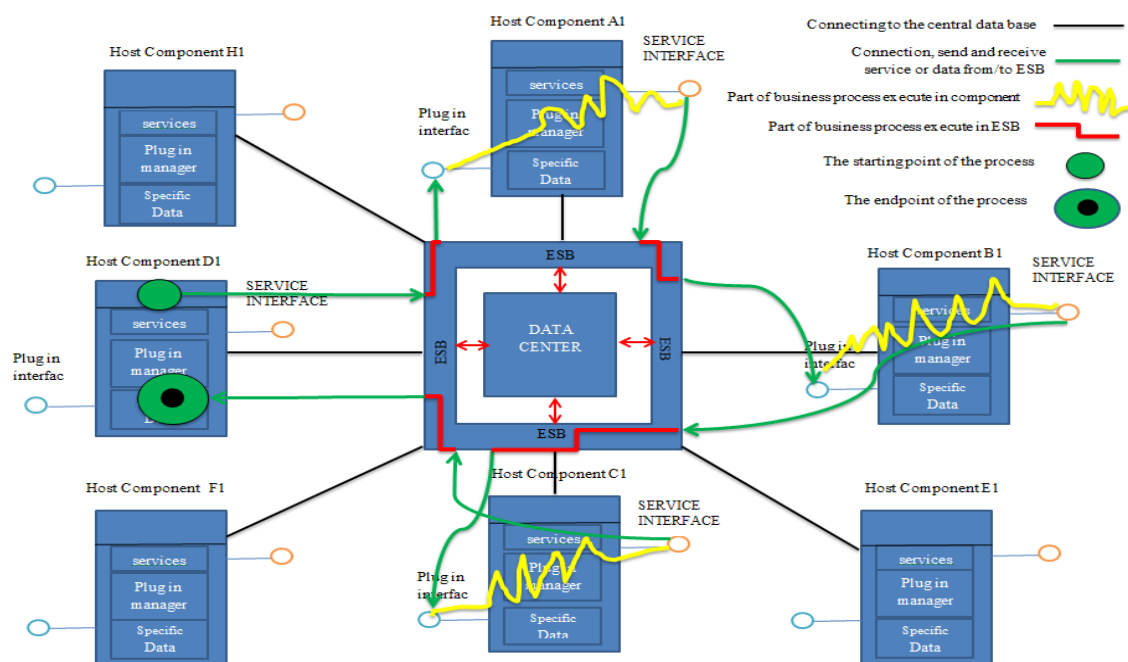 Host Component A1
Connecting to the central data base
Host Component H1
SERVICE
INTERFACE
Connection, send and receive
service or data from/to ESB
services
Plug in
interfac
Plug in
manager
Part of business process execute in component
services
Part of business process execute in ESB
Plug in
manager
Specific
Data
The starting point of the process
Specific
Data
The endpoint of the process
ESB
Host Component B1
SERVICE
INTERFACE
Host Component D1
SERVICE
INTERFACE
services
services
DATA
CENTER
ESB
ESB
Plug in
interfac
Plug in
manager
Plug in
interfac
Plug in
manager
Specific
Data
ESB
Host Component C1
Host Component F1
Host Component E1
SERVICE
INTERFACE
services
services
services
Plug in
interfac
Plug in
manager
Plug in
manager
Plug in
manager
Specific
Data
Specific
Data
Specific
Data